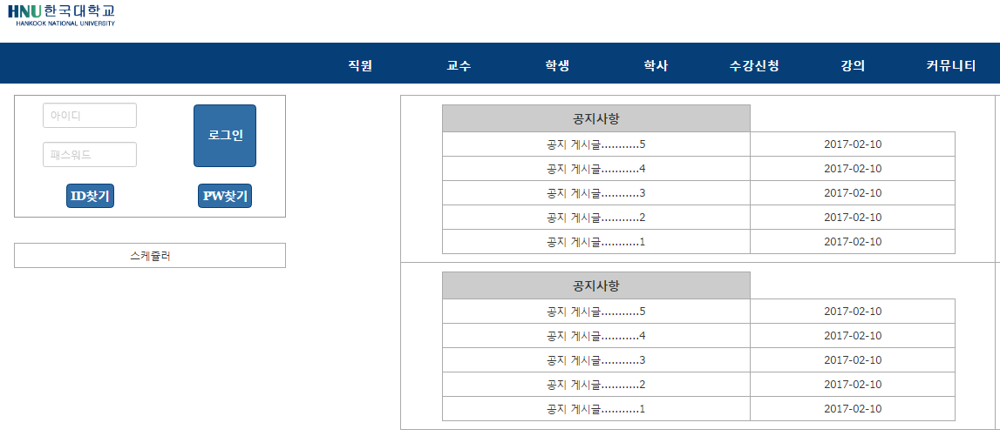 HNU한국대학교
HANKOOK NATIONAL UNIVERSITY
직원 교수 학생 학사 수강신청 강의 커뮤니티
아이디
로그인
패스워드
ID찾기 PW찾기
스케쥴러
공지사항
공지 게시글...........5 2017-02-10
공지 게시글...........4 2017-02-10
공지 게시글...........3 2017-02-10
공지 게시글...........2 2017-02-10
공지 게시글...........1 2017-02-10
공지사항
공지 게시글...........5 2017-02-10
공지 게시글...........4 2017-02-10
공지 게시글...........3 2017-02-10
공지 게시글...........2 2017-02-10
공지 게시글...........1 2017-02-10